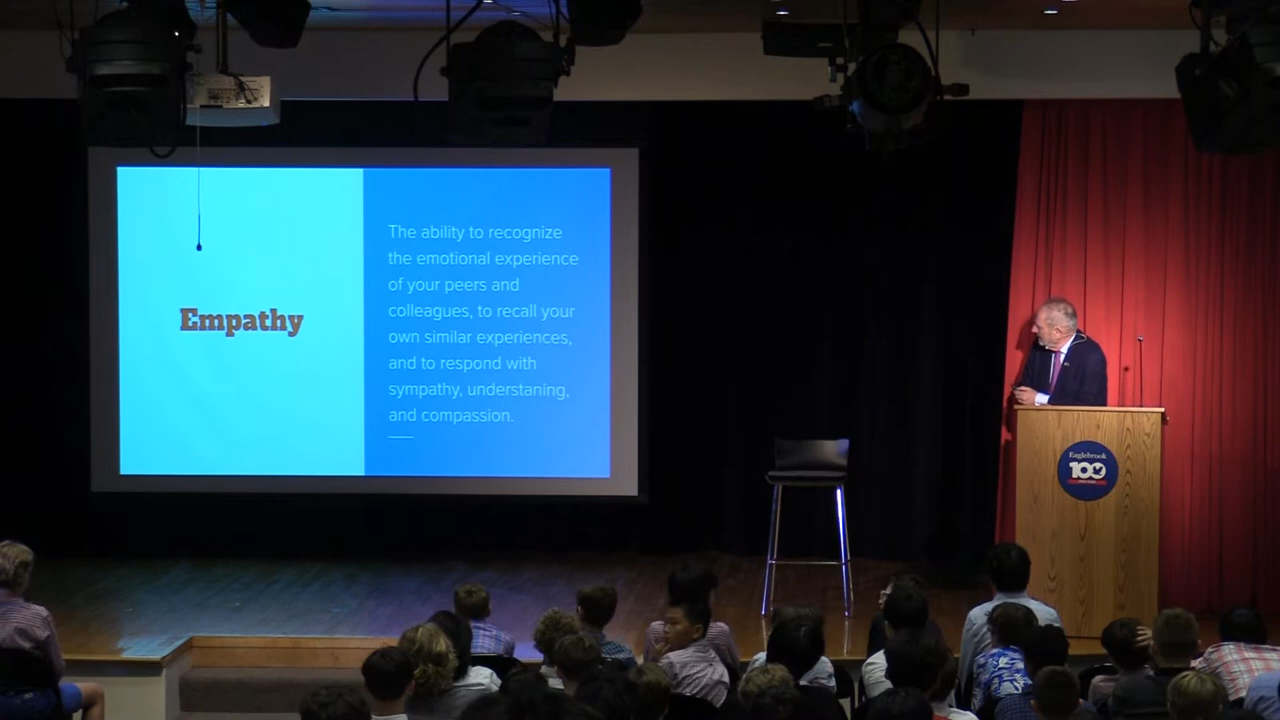 Empathy
The ability to recognize
the emotional experience
of your peers and
colleagues, to recall your
own similar experiences,
and to respond with
sympathy, understaning,
and compassion.
Eaglebrook
100